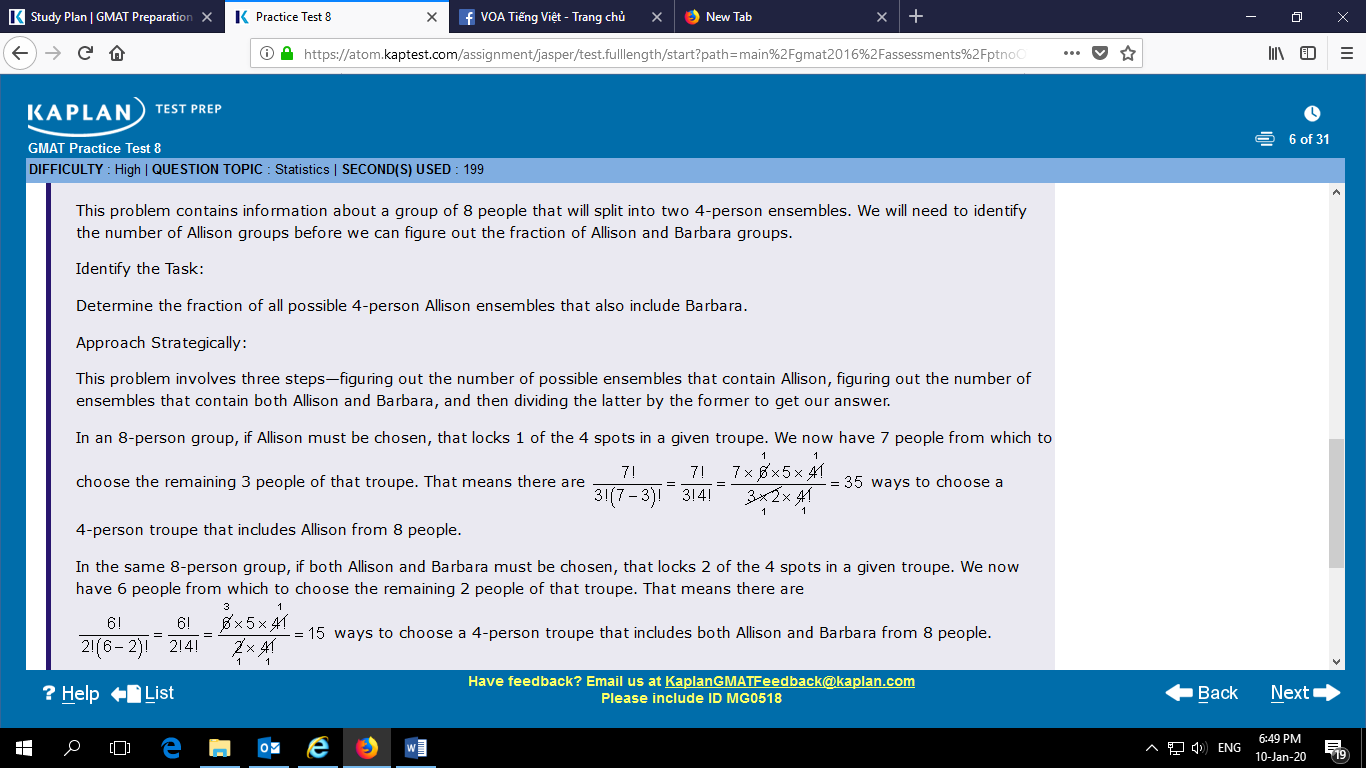 Study Plan | GMAT Preparation
Practice Test 8
VOA Tiếng Việt - Trang chủ
New Tab
https://atom.kaptest.com/assignment/jasper/test.fulllength/start?path=main%2Fgmat2016%2Fassessments%2Fptno
KAPLAN TEST PREP
GMAT Practice Test 8
6 of 31
DIFFICULTY : High | QUESTION TOPIC : Statistics | SECOND(S) USED : 199
This problem contains information about a group of 8 people that will split into two 4-person ensembles. We will need to identify
the number of Allison groups before we can figure out the fraction of Allison and Barbara groups.
Identify the Task:
Determine the fraction of all possible 4-person Allison ensembles that also include Barbara.
Approach Strategically:
This problem involves three steps—figuring out the number of possible ensembles that contain Allison, figuring out the number of
ensembles that contain both Allison and Barbara, and then dividing the latter by the former to get our answer.
In an 8-person group, if Allison must be chosen, that locks 1 of the 4 spots in a given troupe. We now have 7 people from which to
choose the remaining 3 people of that troupe. That means there are 7!/3!(7 – 3)! = 7!/3!4! = 7 × 6 × 5 × 4!/3 × 2 × 4! = 35 ways to choose a
4-person troupe that includes Allison from 8 people.
In the same 8-person group, if both Allison and Barbara must be chosen, that locks 2 of the 4 spots in a given troupe. We now
have 6 people from which to choose the remaining 2 people of that troupe. That means there are
6!/2!(6 – 2)! = 6!/2!4! = 6 × 5 × 4!/2 × 4! = 15 ways to choose a 4-person troupe that includes both Allison and Barbara from 8 people.
? Help
List
Have feedback? Email us at KaplanGMATFeedback@kaplan.com
Please include ID MG0518
Back
Next
ENG
6:49 PM
10-Jan-20
19